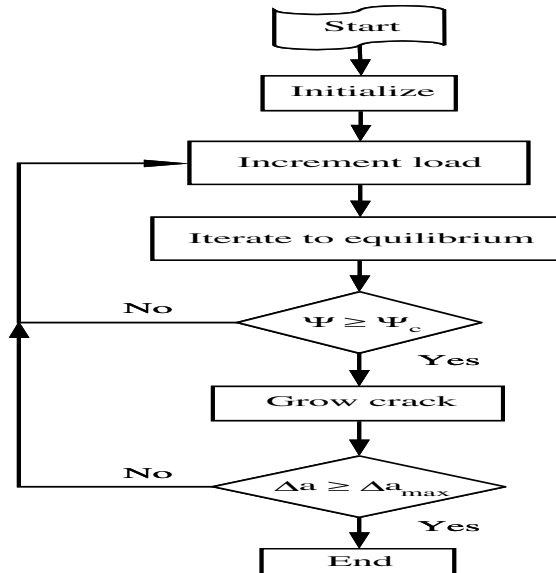 Start
Initialize
Increment load
Iterate to equilibrium
No
Ψ ≥ Ψc
Yes
Grow crack
No
Δa ≥ Δamax
Yes
End